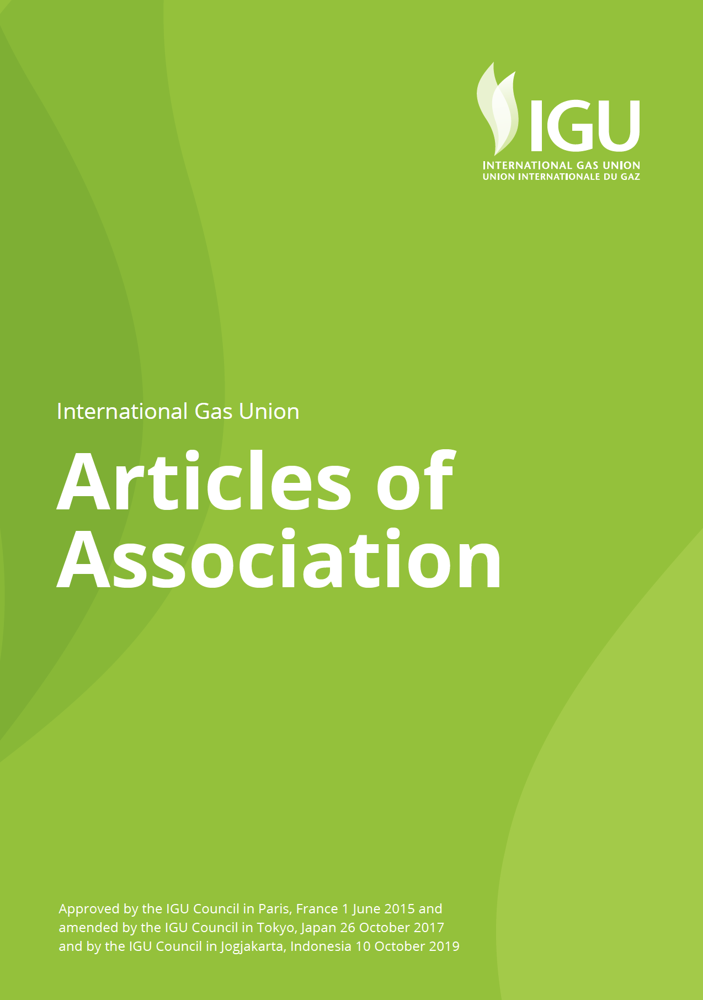 IGU
INTERNATIONAL GAS UNION
UNION INTERNATIONALE DU GAZ
International Gas Union
Articles of
Association
Approved by the IGU Council in Paris, France 1 June 2015 and
amended by the IGU Council in Tokyo, Japan 26 October 2017
and by the IGU Council in Jogjakarta, Indonesia 10 October 2019